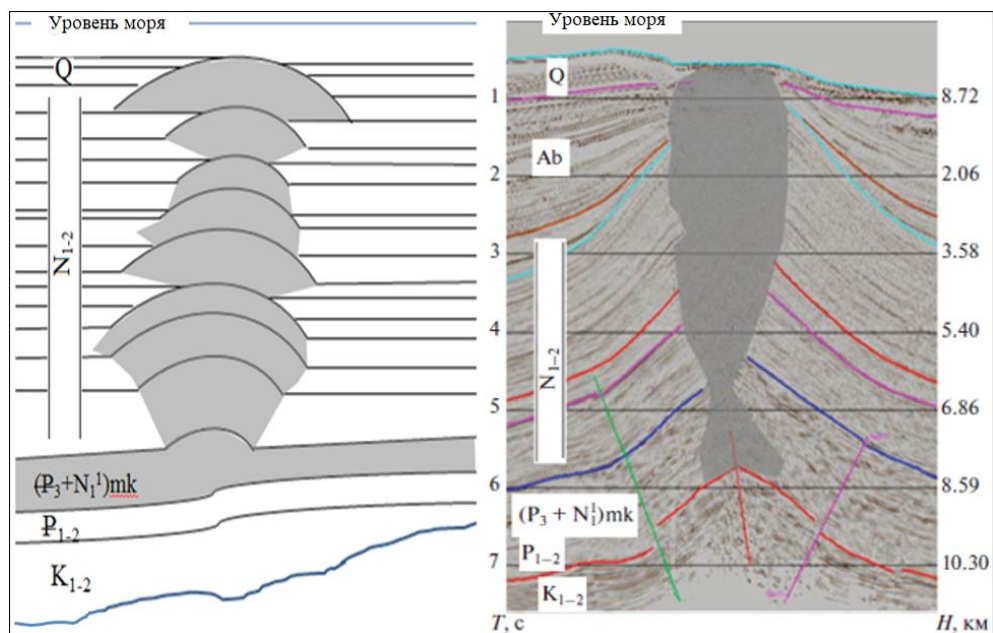 Уровень моря
Q
N1-2
(₽3+N1¹)mk
₽1-2
K1-2
Уровень моря
Q
1
8.72
Ab
2
2.06
3
3.58
N1–2
4
5.40
5
6.86
6
8.59
(P3 + N1¹)mk
P1–2
7
10.30
K1–2
T, с
H, км